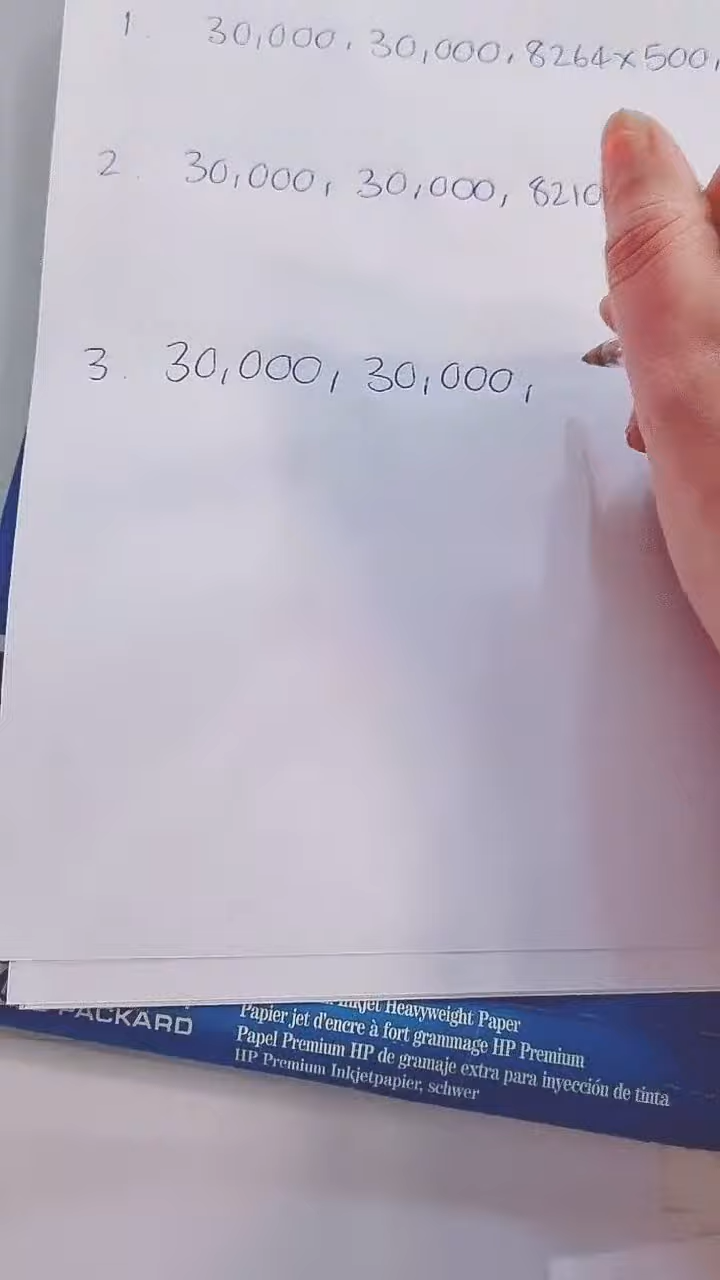 1. 30,000, 30,000, 8264x500,
2. 30,000, 30,000, 8210
3. 30,000, 30,000,
Heavyweight Paper
PACKARD
Papier jet d'encre à fort grammage HP Premium
Papel Premium HP de gramaje extra para inyección de tinta
HP Premium Inkjetpapier, schwer